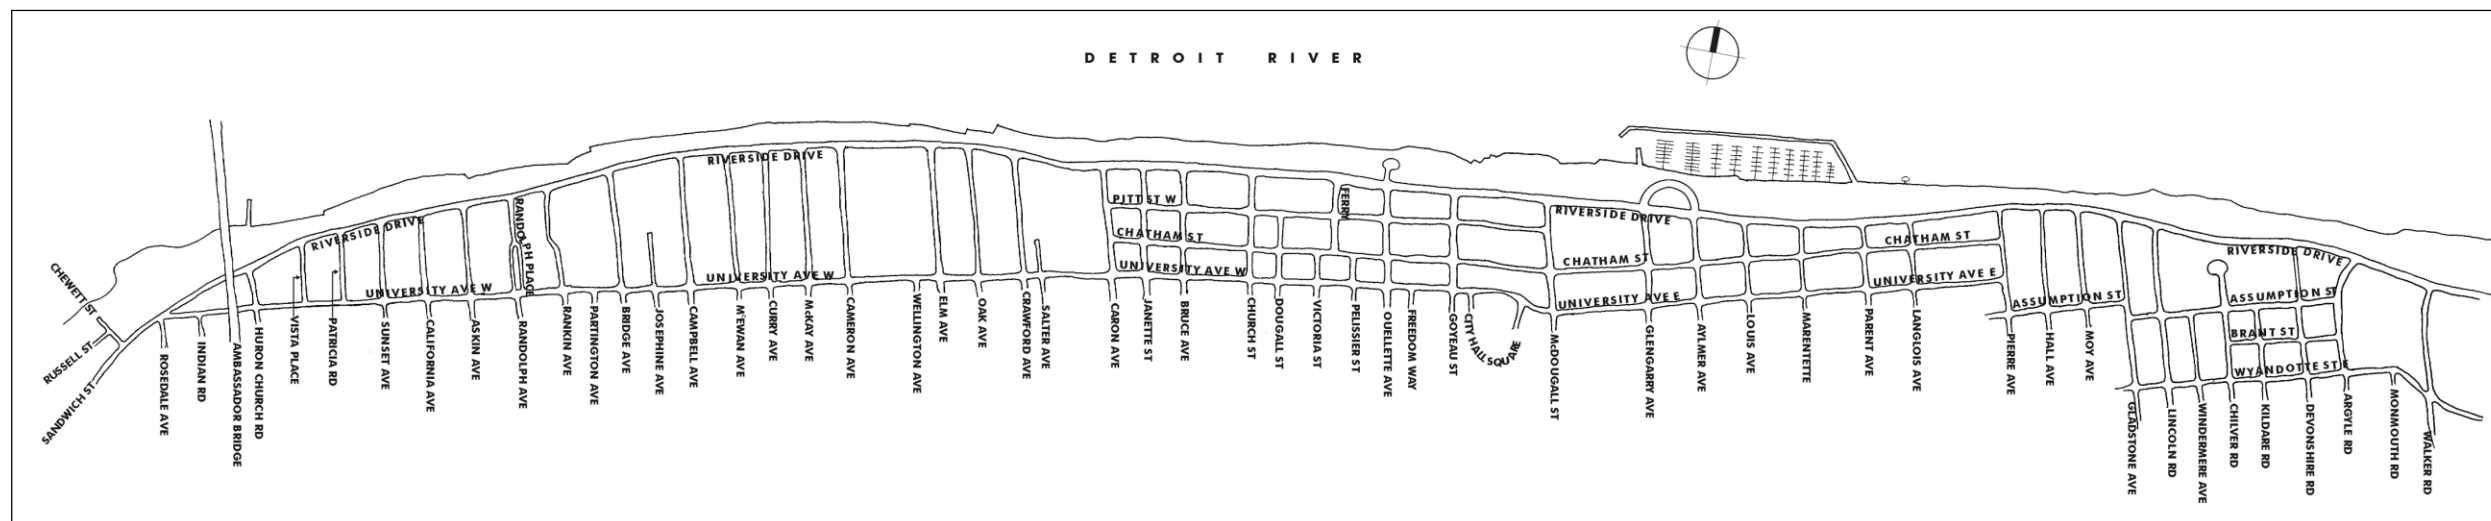 DETROIT RIVER
RIVERSIDE DRIVE
RIVERSIDE DRIVE
RIVERSIDE DRIVE
RIVERSIDE DRIVE
PITT ST W
FERRY
CHATHAM ST
CHATHAM ST
CHATHAM ST
UNIVERSITY AVE W
UNIVERSITY AVE W
UNIVERSITY AVE W
UNIVERSITY AVE E
UNIVERSITY AVE E
ASSUMPTION ST
ASSUMPTION ST
BRANT ST
WYANDOTTE ST E
RANDOLPH PLACE
CHEWETT ST
RUSSELL ST
SANDWICH ST
ROSEDALE AVE
INDIAN RD
AMBASSADOR BRIDGE
HURON CHURCH RD
VISTA PLACE
PATRICIA RD
SUNSET AVE
CALIFORNIA AVE
ASKIN AVE
RANDOLPH AVE
RANKIN AVE
PARTINGTON AVE
BRIDGE AVE
JOSEPHINE AVE
CAMPBELL AVE
McEWAN AVE
CURRY AVE
McKAY AVE
CAMERON AVE
WELLINGTON AVE
ELM AVE
OAK AVE
CRAWFORD AVE
SALTER AVE
CARON AVE
JANETTE ST
BRUCE AVE
CHURCH ST
DOUGALL ST
VICTORIA ST
PELISSIER ST
OUELLETTE AVE
FREEDOM WAY
GOYEAU ST
CITY HALL SQUARE
McDOUGALL ST
GLENGARRY AVE
AYLMER AVE
LOUIS AVE
MARENTETTE
PARENT AVE
LANGLOIS AVE
PIERRE AVE
HALL AVE
MOY AVE
GLADSTONE AVE
LINCOLN RD
WINDERMERE AVE
CHILVER RD
KILDARE RD
DEVONSHIRE RD
ARGYLE RD
MONMOUTH RD
WALKER RD